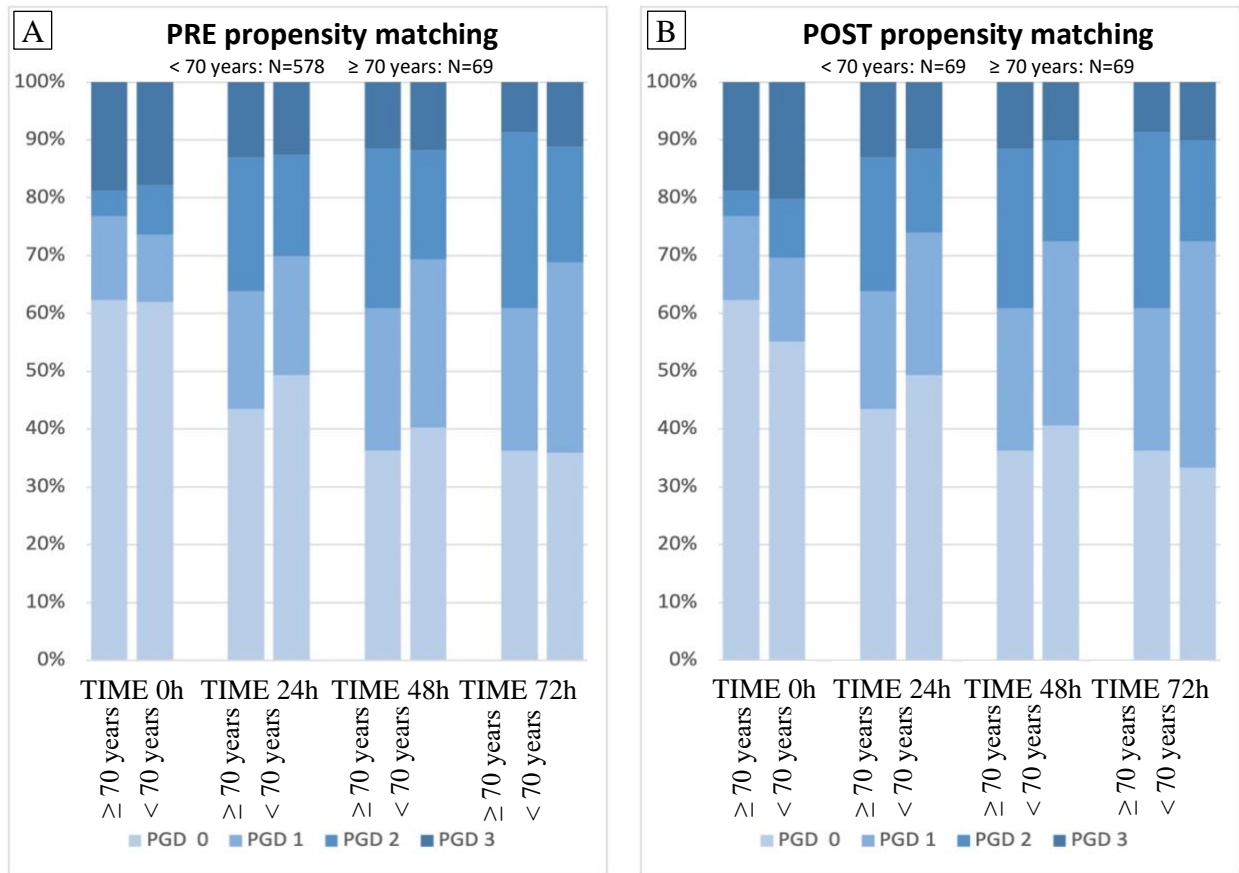 A
PRE propensity matching
< 70 years: N=578 ≥ 70 years: N=69
100%
90%
80%
70%
60%
50%
40%
30%
20%
10%
0%
TIME 0h TIME 24h TIME 48h TIME 72h
≥ 70 years
< 70 years
≥ 70 years
< 70 years
≥ 70 years
< 70 years
≥ 70 years
< 70 years
PGD 0 PGD 1 PGD 2 PGD 3
B
POST propensity matching
< 70 years: N=69 ≥ 70 years: N=69
100%
90%
80%
70%
60%
50%
40%
30%
20%
10%
0%
TIME 0h TIME 24h TIME 48h TIME 72h
≥ 70 years
< 70 years
≥ 70 years
< 70 years
≥ 70 years
< 70 years
≥ 70 years
< 70 years
PGD 0 PGD 1 PGD 2 PGD 3